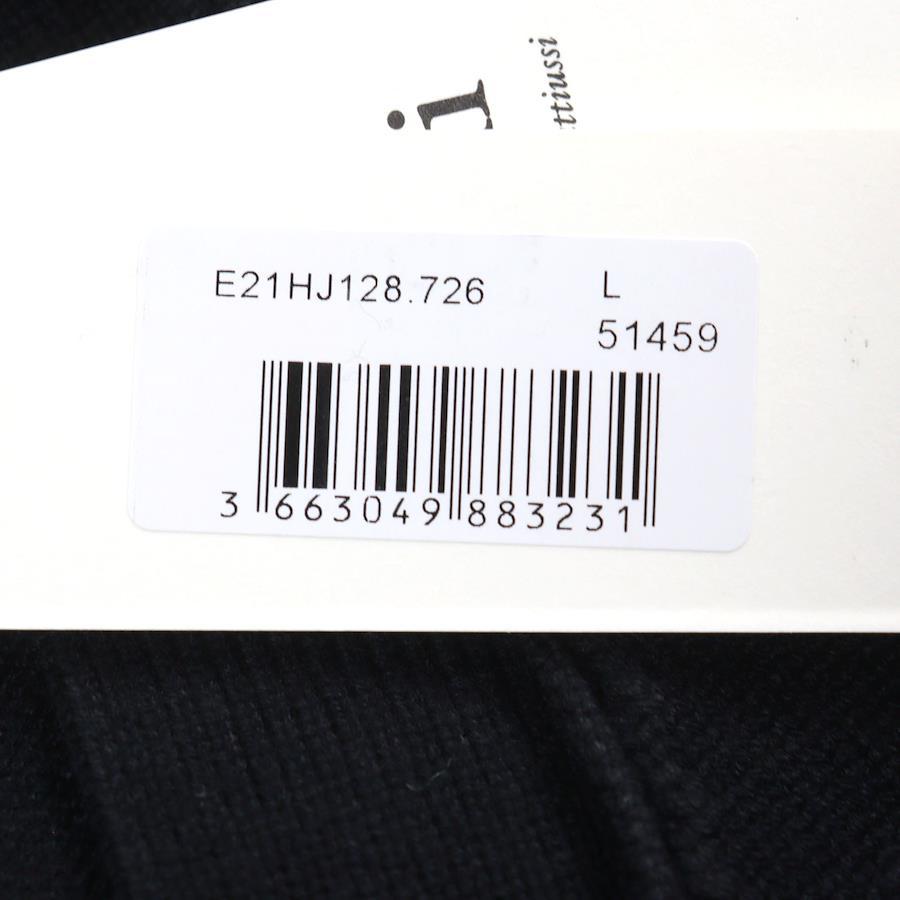 i
ttiussi
E21HJ128.726 L
51459
3 663049 883231